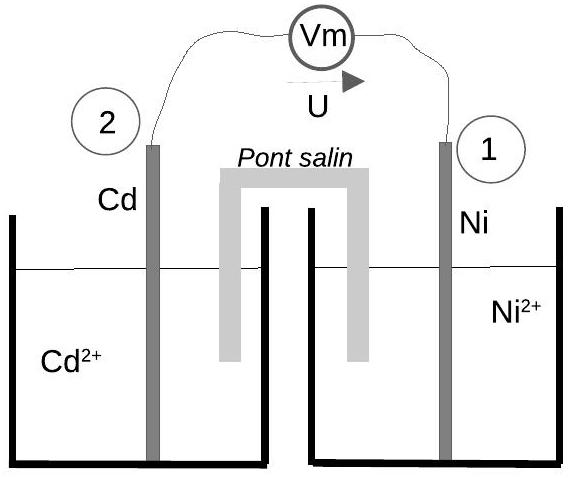 Vm
U
2
1
Pont salin
Cd
Ni
Ni²⁺
Cd²⁺